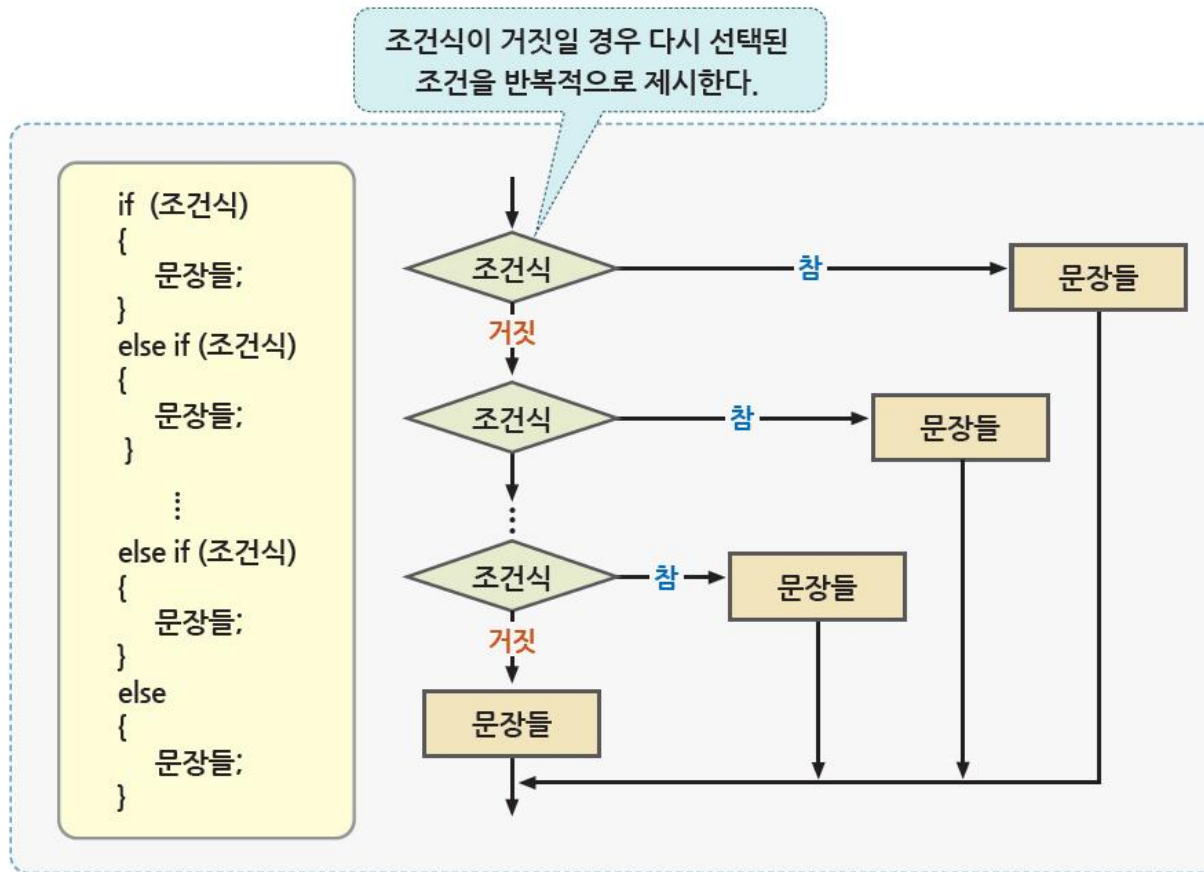 조건식이 거짓일 경우 다시 선택된
조건을 반복적으로 제시한다.
if (조건식)
{
문장들;
}
else if (조건식)
{
문장들;
}
⋮
else if (조건식)
{
문장들;
}
else
{
문장들;
}
조건식
참
문장들
거짓
조건식
참
문장들
⋮
조건식
참
문장들
거짓
문장들